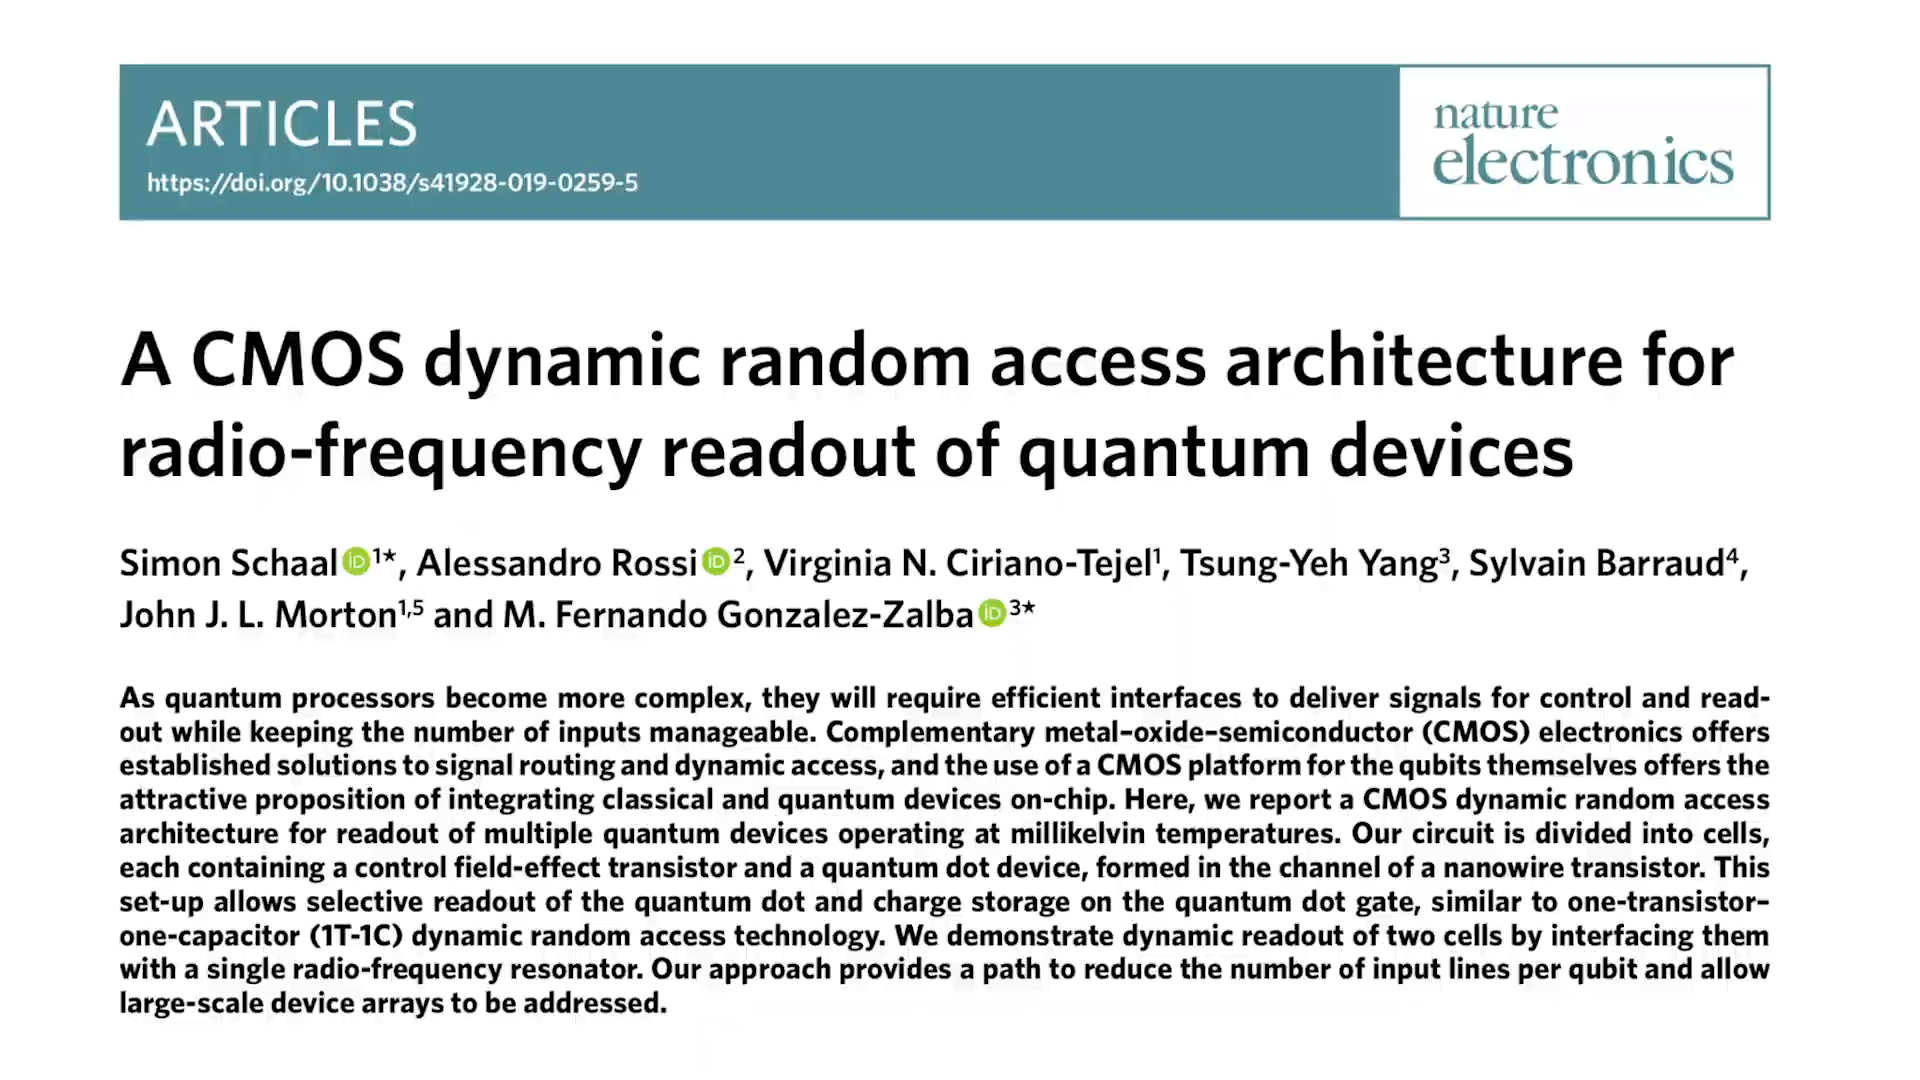 ARTICLES
https://doi.org/10.1038/s41928-019-0259-5
nature
electronics
A CMOS dynamic random access architecture for
radio-frequency readout of quantum devices
Simon Schaal iD 1*, Alessandro Rossi iD 2, Virginia N. Ciriano-Tejel1, Tsung-Yeh Yang3, Sylvain Barraud4,
John J. L. Morton1,5 and M. Fernando Gonzalez-Zalba iD 3*
As quantum processors become more complex, they will require efficient interfaces to deliver signals for control and read-
out while keeping the number of inputs manageable. Complementary metal–oxide–semiconductor (CMOS) electronics offers
established solutions to signal routing and dynamic access, and the use of a CMOS platform for the qubits themselves offers the
attractive proposition of integrating classical and quantum devices on-chip. Here, we report a CMOS dynamic random access
architecture for readout of multiple quantum devices operating at millikelvin temperatures. Our circuit is divided into cells,
each containing a control field-effect transistor and a quantum dot device, formed in the channel of a nanowire transistor. This
set-up allows selective readout of the quantum dot and charge storage on the quantum dot gate, similar to one-transistor–
one-capacitor (1T-1C) dynamic random access technology. We demonstrate dynamic readout of two cells by interfacing them
with a single radio-frequency resonator. Our approach provides a path to reduce the number of input lines per qubit and allow
large-scale device arrays to be addressed.